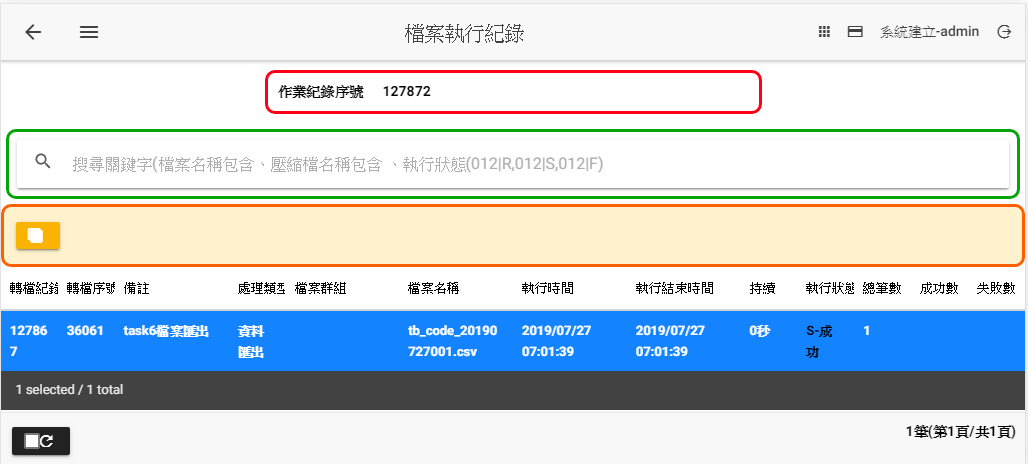 檔案執行紀錄
系統建立-admin
作業紀錄序號 127872
搜尋關鍵字(檔案名稱包含、壓縮檔名稱包含 、執行狀態(012|R,012|S,012|F)
轉檔紀錄 轉檔序號 備註 處理類型 檔案群組 檔案名稱 執行時間 執行結束時間 持續 執行狀態 總筆數 成功數 失敗數
12786 36061 task6檔案匯出 資料 tb_code_20190 2019/07/27 2019/07/27 0秒 S-成 1
7 匯出 727001.csv 07:01:39 07:01:39 功
1 selected / 1 total
1筆(第1頁/共1頁)